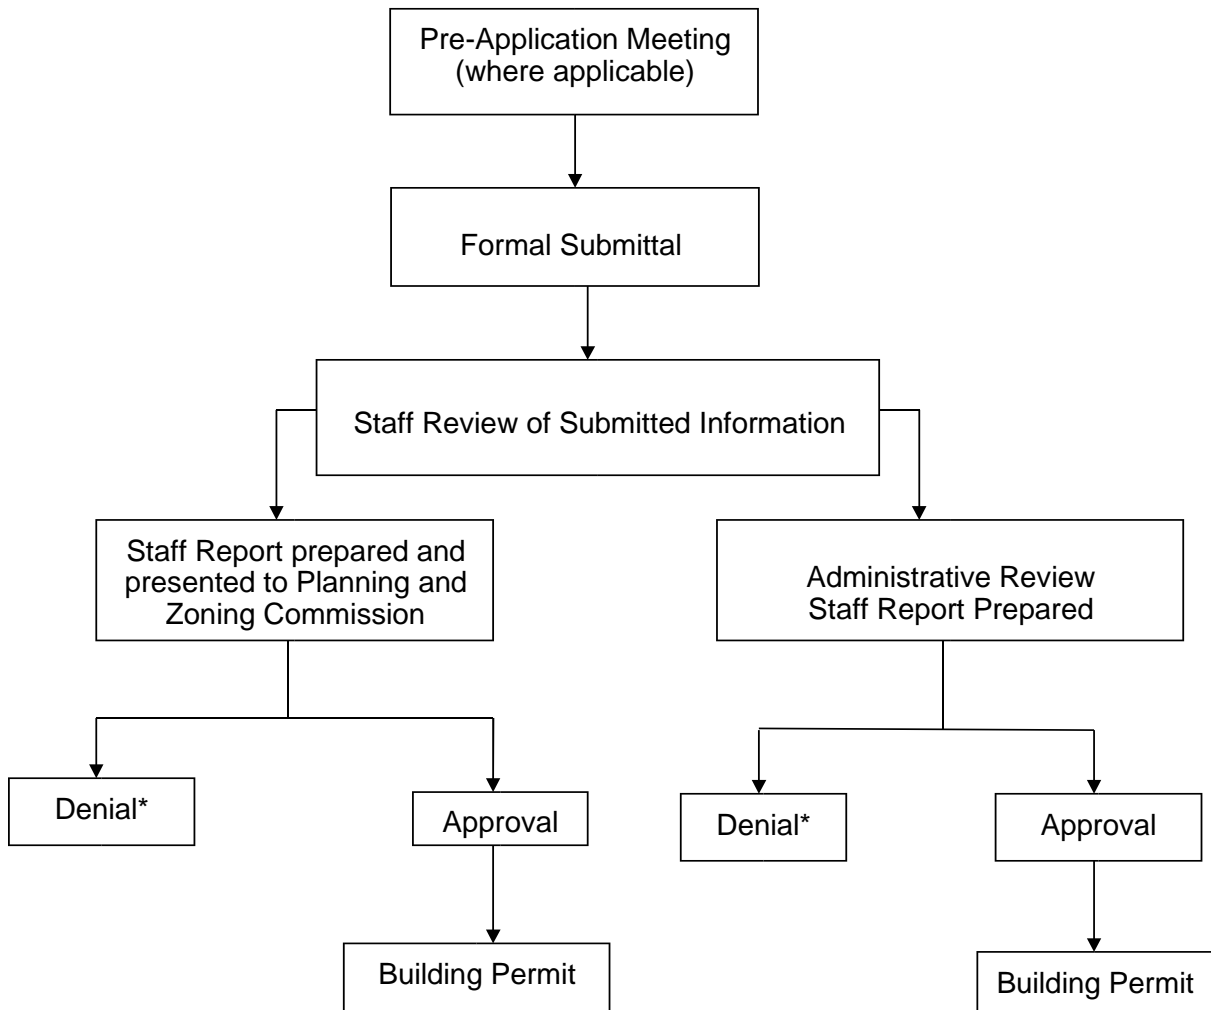 Pre-Application Meeting
(where applicable)
Formal Submittal
Staff Review of Submitted Information
Staff Report prepared and
presented to Planning and
Zoning Commission
Administrative Review
Staff Report Prepared
Denial*
Approval
Denial*
Approval
Building Permit
Building Permit